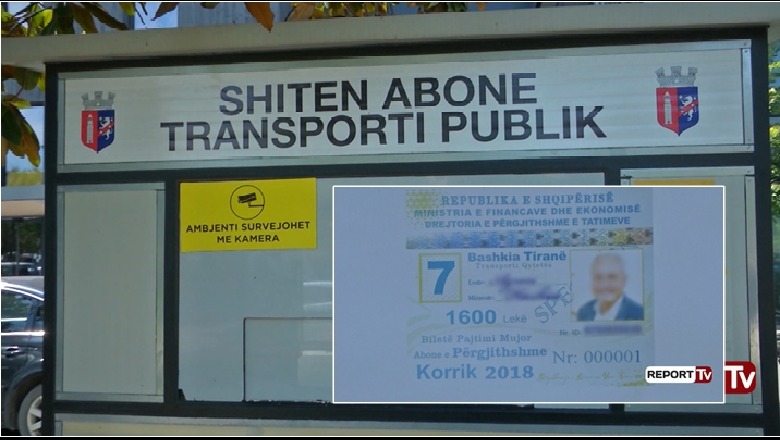 SHITEN ABONE
TRANSPORTI PUBLIK
AMBJENTI SURVEJOHET
ME KAMERA
REPUBLIKA E SHQIPËRISË
MINISTRIA E FINANCAVE DHE EKONOMISË
DREJTORIA E PËRGJITHSHME E TATIMEVE
7
Bashkia Tiranë
Transporti Qytetës
1600 Lekë
Biletë Pajtimi Mujor
Abone e Përgjithshme
Nr: 000001
Korrik 2018
REPORT TV
TV